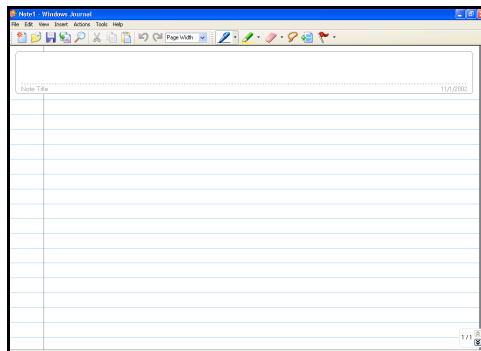 Note1 - Windows Journal
File Edit View Insert Actions Tools Help
Page Width
Note Title
11/1/2002
1 / 1